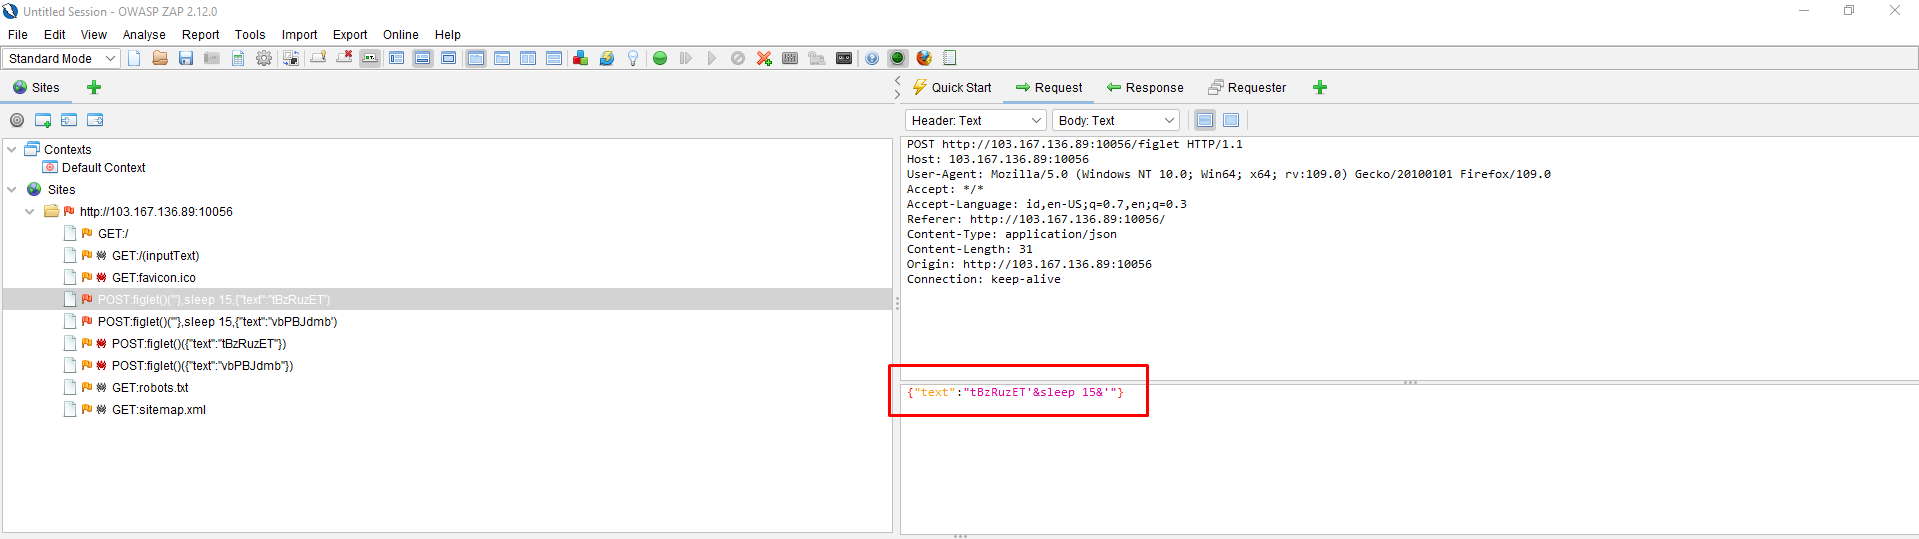 Untitled Session - OWASP ZAP 2.12.0
File Edit View Analyse Report Tools Import Export Online Help
Standard Mode
Sites
Quick Start Request Response Requester
Header: Text Body: Text
Contexts
Default Context
Sites
http://103.167.136.89:10056
GET:/
GET:/(inputText)
GET:favicon.ico
POST:figlet()('"},sleep 15,{"text":"tBzRuzET')
POST:figlet()('"},sleep 15,{"text":"vbPBJdmb')
POST:figlet()({"text":"tBzRuzET"})
POST:figlet()({"text":"vbPBJdmb"})
GET:robots.txt
GET:sitemap.xml
POST http://103.167.136.89:10056/figlet HTTP/1.1
Host: 103.167.136.89:10056
User-Agent: Mozilla/5.0 (Windows NT 10.0; Win64; x64; rv:109.0) Gecko/20100101 Firefox/109.0
Accept: */*
Accept-Language: id,en-US;q=0.7,en;q=0.3
Referer: http://103.167.136.89:10056/
Content-Type: application/json
Content-Length: 31
Origin: http://103.167.136.89:10056
Connection: keep-alive
{"text":"tBzRuzET'&sleep 15&'"}